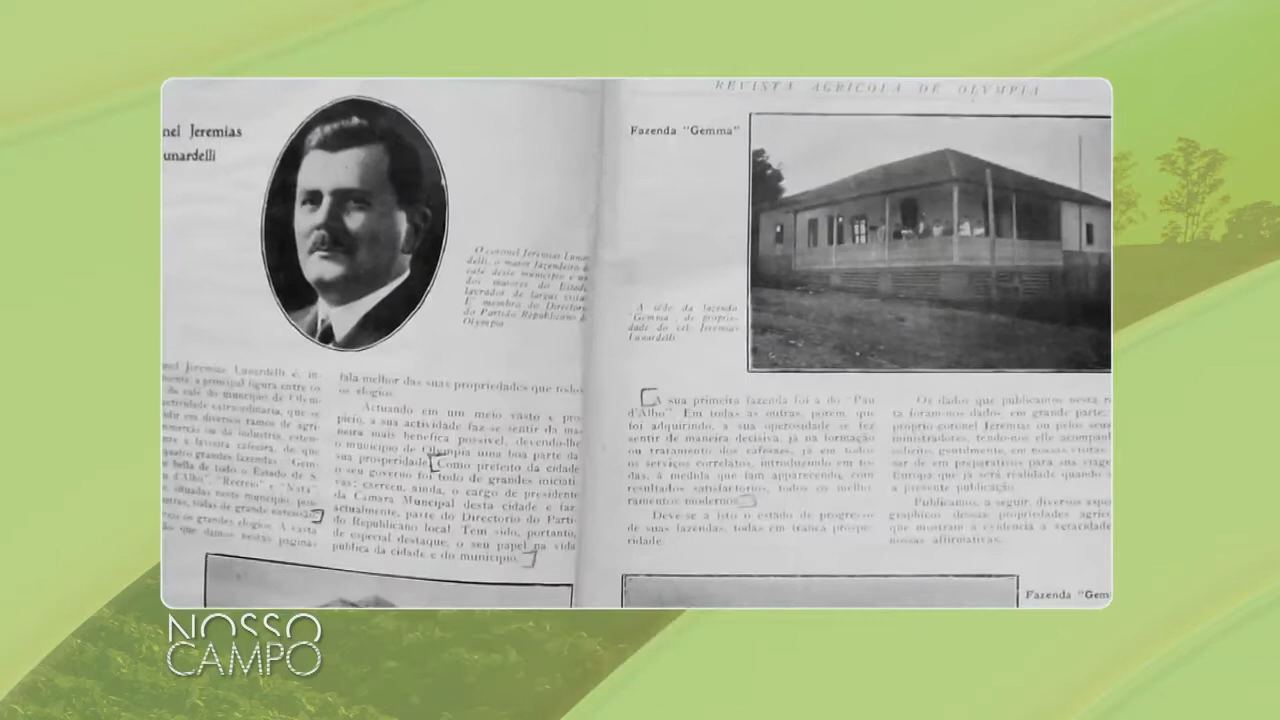 nel Jeremias
unardelli
O coronel Jeremias Lunar-
delli, o maior fazendeiro de
café desse municipio e um
dos maiores do Estado,
lavrador de larga
E' membro do Directorio
do Partido Republicano de
Olympia
nel Jeremias Lunardelli é, in-
a principal figura entre os
de café do municipio de Olym-
actividade extraordinaria, que se
em diversos ramos de agri-
ou da industria, exten-
a lavoura cafeeira, de que
quatro grandes fazendas: "Gem-
bella de todo o Estado de S.
d'Alho", "Recreio" e
situadas neste municipio,
outras, todas de grande extensão
os grandes elogios. A vasta
que damos nestas paginas
fala melhor das suas propriedades que todos
os elogios.
Actuando em um meio vasto e pro-
picio, a sua actividade faz-se sentir da ma-
neira mais benefica possivel, devendo-lhe
o municipio de Olympia uma boa parte da
sua prosperidade. Como prefeito da cidade
o seu governo foi todo de grandes iniciati-
vas; exerceu, ainda, o cargo de presidente
da Camara Municipal desta cidade e faz,
actualmente, parte do Directorio do Parti-
do Republicano local. Tem sido, portanto,
de especial destaque, o seu papel na vida
publica da cidade e do municipio.
REVISTA AGRICOLA DE OLYMPIA
Fazenda "Gemma"
A séde da fazenda
"Gemma", de proprie-
dade do cel. Jeremias
Lunardelli
A sua primeira fazenda foi a do "Pau
d'Alho". Em todas as outras, porem, que
foi adquirindo, a sua operosidade se fez
sentir de maneira decisiva, já na formação
ou tratamento dos cafesaes, já em todos
os serviços correlatos, introduzindo em to-
das, á medida que iam apparecendo, com
resultados satisfactorios, todos os melho-
ramentos modernos.
Deve-se a isto o estado de progresso
de suas fazendas, todas em franca prospe-
ridade.
Os dados que publicamos nesta
ta foram-nos dados, em grande parte,
proprio coronel Jeremias ou pelos seus
ministradores, tendo-nos elle acompanh
solicito, gentilmente, em nossas visitas,
sar de em preparativos para sua viage
Europa que já será realidade quando
a presente publicação.
Publicamos, a seguir, diversos aspe
graphicos dessas propriedades agric
que mostram a evidencia a veracidade
nossas affirmativas.
Fazenda "Gem
NOSSO
CAMPO